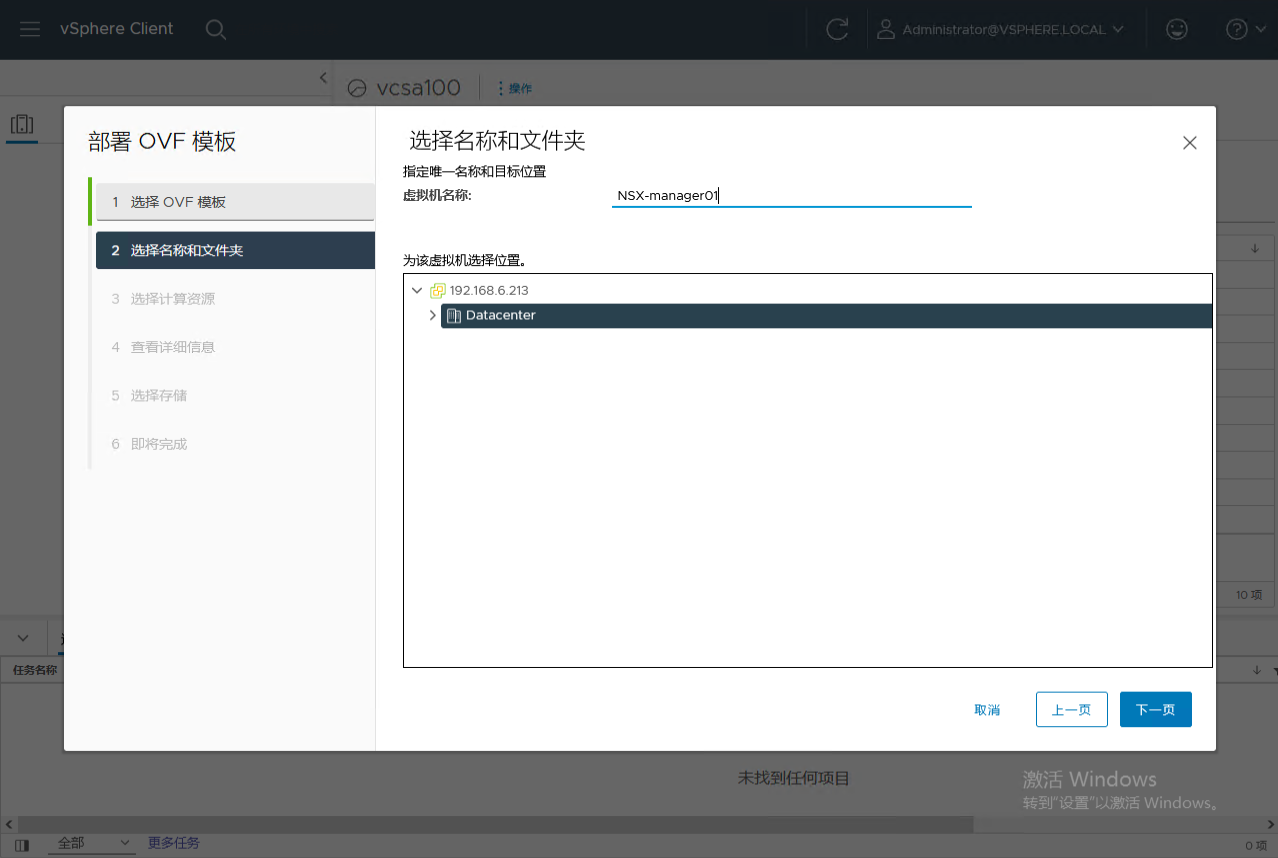 vSphere Client
Administrator@VSPHERE.LOCAL
vcsa100
操作
部署 OVF 模板
1 选择 OVF 模板
2 选择名称和文件夹
3 选择计算资源
4 查看详细信息
5 选择存储
6 即将完成
选择名称和文件夹
指定唯一名称和目标位置
虚拟机名称:
NSX-manager01
为该虚拟机选择位置。
192.168.6.213
Datacenter
取消
上一页
下一页
10 项
任务名称
未找到任何项目
激活 Windows
转到“设置”以激活 Windows。
全部
更多任务
0 项